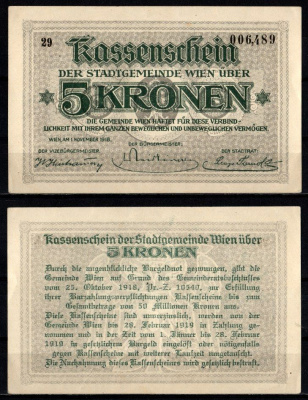 29 006,489
Kassenschein
DER STADTGEMEINDE WIEN ÜBER
5 KRONEN
DIE GEMEINDE WIEN HAFTET FÜR DIESE VERBIND-
LICHKEIT MIT IHREM GANZEN BEWEGLICHEN UND UNBEWEGLICHEN VERMÖGEN.
WIEN, AM 1. NOVEMBER 1918.
DER VIZEBÜRGERMEISTER: DER BÜRGERMEISTER: DER STADTRAT:
Kassenschein der Stadtgemeinde Wien über
5 KRONEN
Durch die augenblickliche Bargeldnot gezwungen, gibt die
Gemeinde Wien auf Grund des Gemeinderatsbeschlusses
vom 25. Oktober 1918, Pr.-Z. 19540, zur Erfüllung
ihrer Barzahlungsverpflichtungen Kassenscheine bis zum
Gesamtbetrage von 50 Millionen Kronen aus.
Diese Kassenscheine sind unverzinslich, werden von der
Gemeinde Wien bis 28. Februar 1919 in Zahlung ge-
nommen und in der Zeit vom 1. Jänner bis 28. Februar
1919 in gesetzlichem Bargeld eingelöst oder nötigenfalls
gegen Kassenscheine mit weiterer Laufzeit umgetauscht.
Die Nachahmung dieses Kassenscheines wird gesetzlich bestraft.